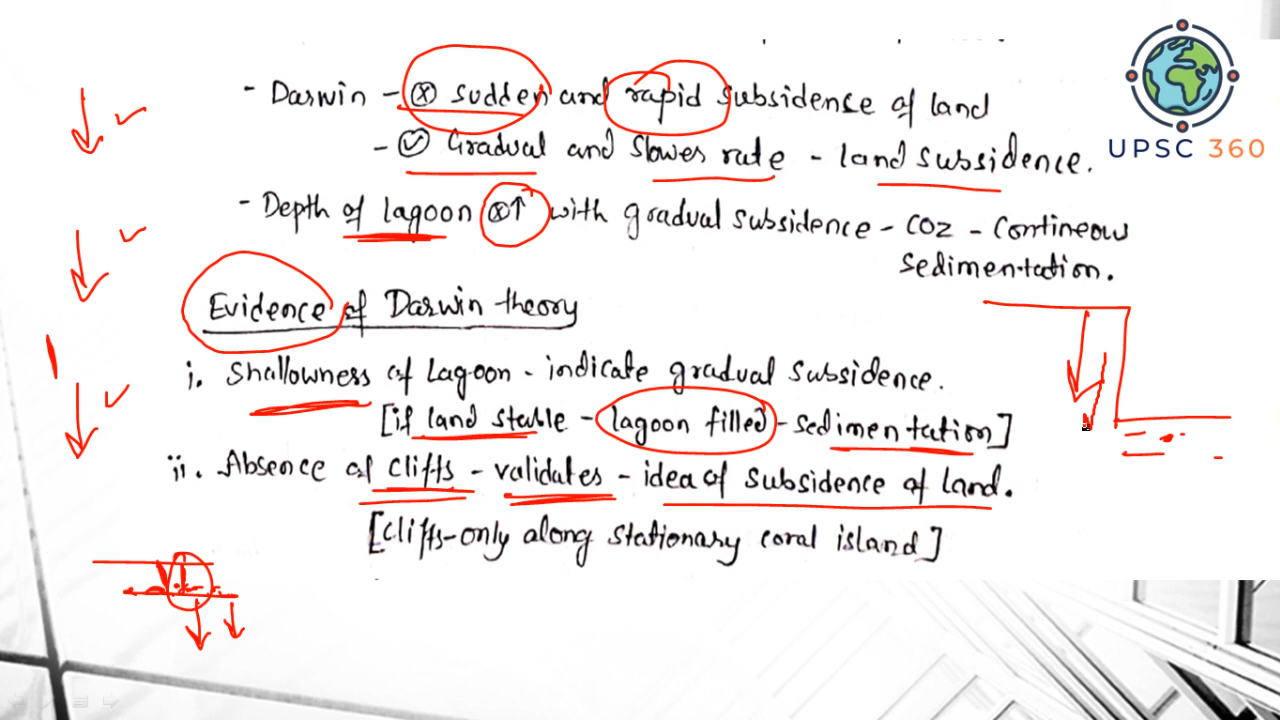 - Darwin - ⓧ sudden and rapid subsidence of land
- ✓ Gradual and slower rate - land subsidence.
- Depth of lagoon ⓧ↑ with gradual subsidence - coz - Contineous sedimentation.
Evidence of Darwin theory
i. Shallowness of Lagoon - indicate gradual subsidence.
[if land stable - lagoon filled - sedimentation]
ii. Absence of cliffs - validates - idea of subsidence of land.
[cliffs-only along stationary coral island]
UPSC 360